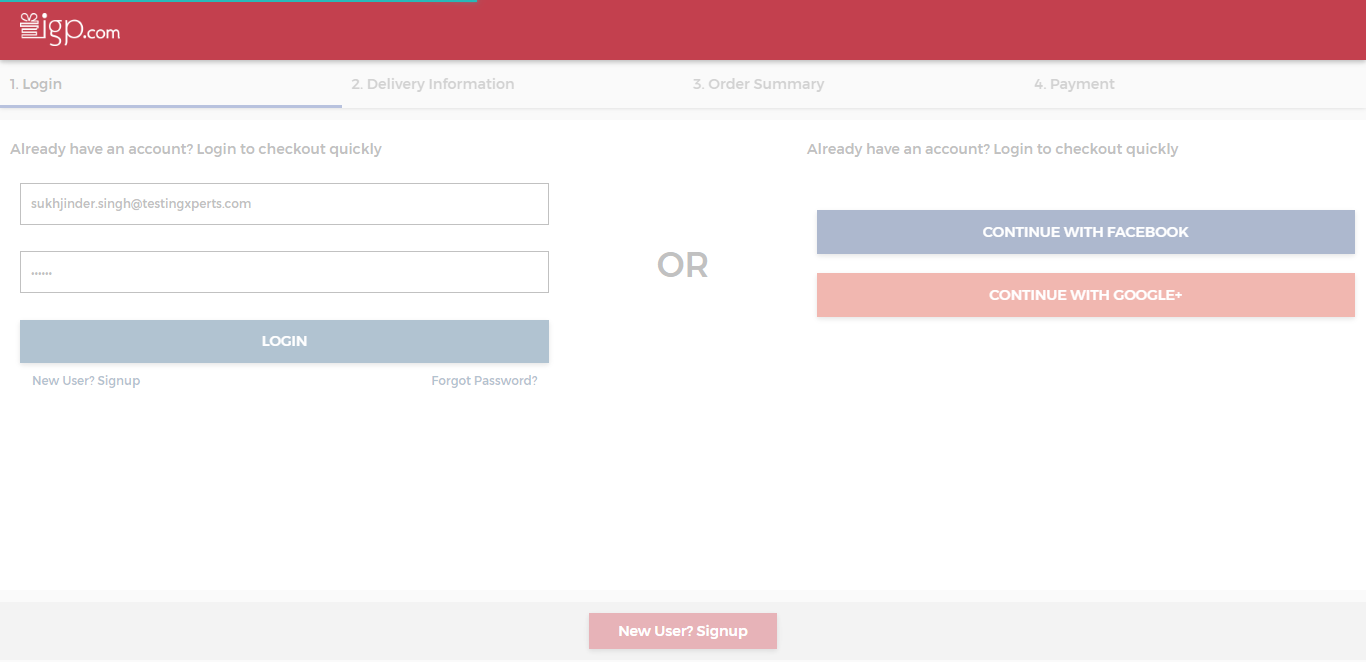 igp.com
1. Login
2. Delivery Information
3. Order Summary
4. Payment
Already have an account? Login to checkout quickly
sukhjinder.singh@testingxperts.com
······
LOGIN
New User? Signup
Forgot Password?
OR
Already have an account? Login to checkout quickly
CONTINUE WITH FACEBOOK
CONTINUE WITH GOOGLE+
New User? Signup